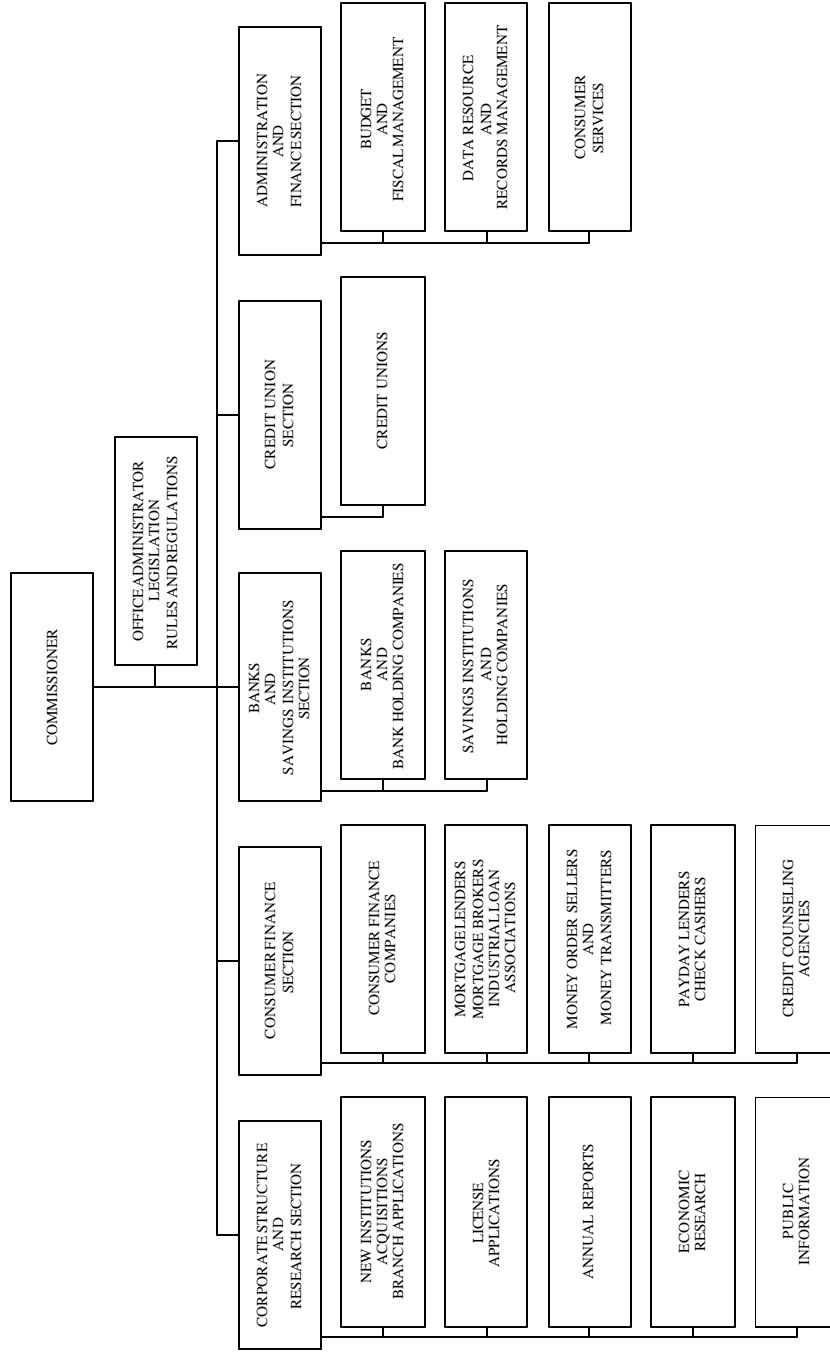 COMMISSIONER
OFFICE ADMINISTRATOR
LEGISLATION
RULES AND REGULATIONS
CORPORATE STRUCTURE
AND
RESEARCH SECTION
NEW INSTITUTIONS
ACQUISITIONS
BRANCH APPLICATIONS
LICENSE
APPLICATIONS
ANNUAL REPORTS
ECONOMIC
RESEARCH
PUBLIC
INFORMATION
CONSUMER FINANCE
SECTION
CONSUMER FINANCE
COMPANIES
MORTGAGE LENDERS
MORTGAGE BROKERS
INDUSTRIAL LOAN
ASSOCIATIONS
MONEY ORDER SELLERS
AND
MONEY TRANSMITTERS
PAYDAY LENDERS
CHECK CASHERS
CREDIT COUNSELING
AGENCIES
BANKS
AND
SAVINGS INSTITUTIONS
SECTION
BANKS
AND
BANK HOLDING COMPANIES
SAVINGS INSTITUTIONS
AND
HOLDING COMPANIES
CREDIT UNION
SECTION
CREDIT UNIONS
ADMINISTRATION
AND
FINANCE SECTION
BUDGET
AND
FISCAL MANAGEMENT
DATA RESOURCE
AND
RECORDS MANAGEMENT
CONSUMER
SERVICES